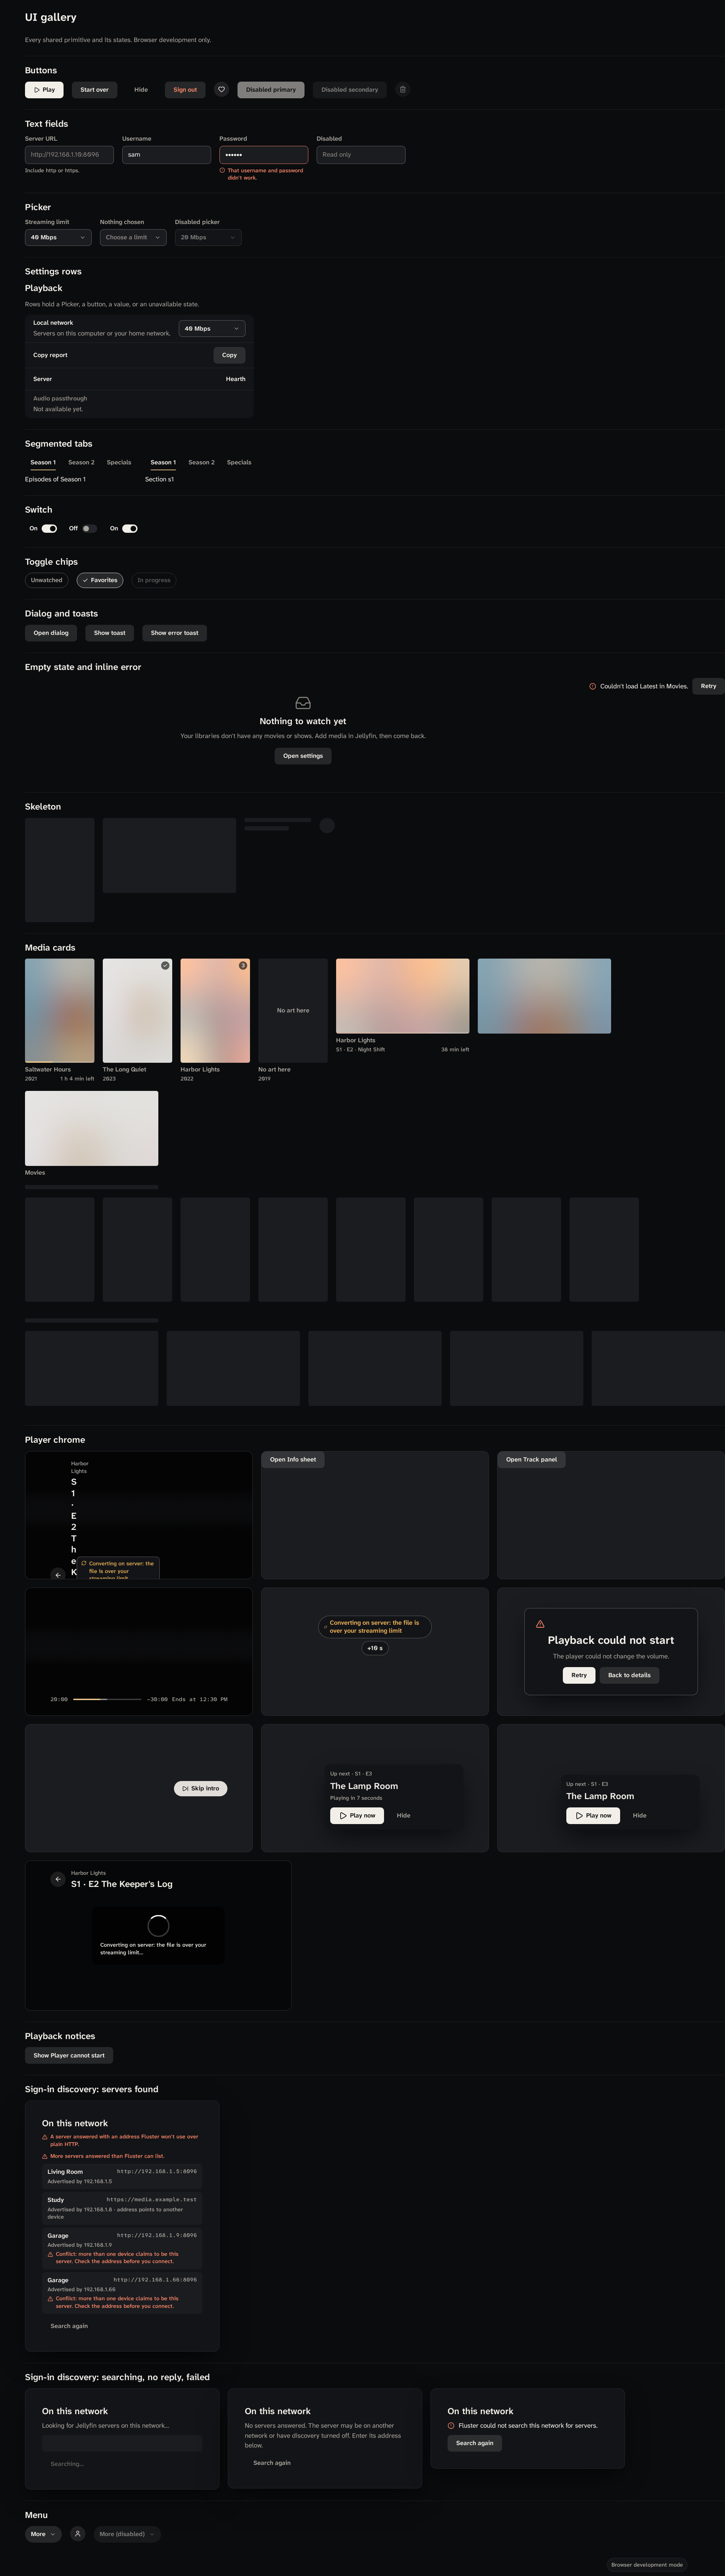 UI gallery
Every shared primitive and its states. Browser development only.
Buttons
Play
Start over
Hide
Sign out
Disabled primary
Disabled secondary
Text fields
Server URL
Username
Password
Disabled
http://192.168.1.10:8096
sam
••••••
Read only
Include http or https.
That username and password
didn't work.
Picker
Streaming limit
Nothing chosen
Disabled picker
40 Mbps
Choose a limit
20 Mbps
Settings rows
Playback
Rows hold a Picker, a button, a value, or an unavailable state.
Local network
Servers on this computer or your home network.
40 Mbps
Copy report
Copy
Server
Hearth
Audio passthrough
Not available yet.
Segmented tabs
Season 1
Season 2
Specials
Season 1
Season 2
Specials
Episodes of Season 1
Section s1
Switch
On
Off
On
Toggle chips
Unwatched
Favorites
In progress
Dialog and toasts
Open dialog
Show toast
Show error toast
Empty state and inline error
Couldn't load Latest in Movies.
Retry
Nothing to watch yet
Your libraries don't have any movies or shows. Add media in Jellyfin, then come back.
Open settings
Skeleton
Media cards
3
No art here
Saltwater Hours
2021
1 h 4 min left
The Long Quiet
2023
Harbor Lights
2022
No art here
2019
Harbor Lights
S1 · E2 · Night Shift
36 min left
Movies
Player chrome
Harbor
Lights
S
1
·
E
2
T
h
e
K
Converting on server: the
file is over your
streaming limit
Open Info sheet
Open Track panel
20:00
-30:00
Ends at 12:30 PM
Converting on server: the file is
over your streaming limit
+10 s
Playback could not start
The player could not change the volume.
Retry
Back to details
Skip intro
Up next · S1 · E3
The Lamp Room
Playing in 7 seconds
Play now
Hide
Up next · S1 · E3
The Lamp Room
Play now
Hide
Harbor Lights
S1 · E2 The Keeper's Log
Converting on server: the file is over your
streaming limit…
Playback notices
Show Player cannot start
Sign-in discovery: servers found
On this network
A server answered with an address Fluster won't use over
plain HTTP.
More servers answered than Fluster can list.
Living Room
http://192.168.1.5:8096
Advertised by 192.168.1.5
Study
https://media.example.test
Advertised by 192.168.1.8 · address points to another
device
Garage
http://192.168.1.9:8096
Advertised by 192.168.1.9
Conflict: more than one device claims to be this
server. Check the address before you connect.
Garage
http://192.168.1.66:8096
Advertised by 192.168.1.66
Conflict: more than one device claims to be this
server. Check the address before you connect.
Search again
Sign-in discovery: searching, no reply, failed
On this network
Looking for Jellyfin servers on this network…
Searching…
On this network
No servers answered. The server may be on another
network or have discovery turned off. Enter its address
below.
Search again
On this network
Fluster could not search this network for servers.
Search again
Menu
More
More (disabled)
Browser development mode